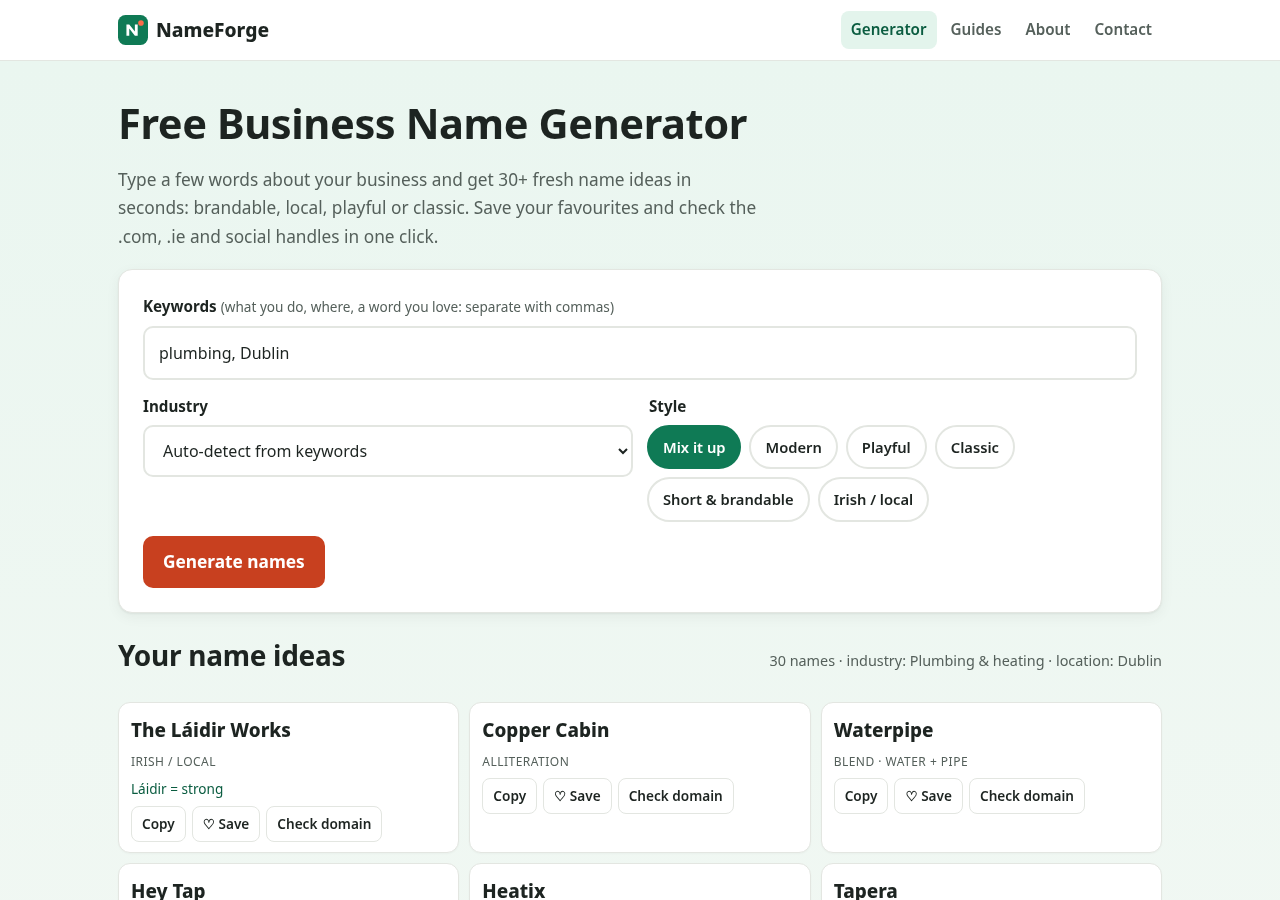 NameForge
Generator Guides About Contact
Free Business Name Generator
Type a few words about your business and get 30+ fresh name ideas in
seconds: brandable, local, playful or classic. Save your favourites and check the
.com, .ie and social handles in one click.
Keywords (what you do, where, a word you love: separate with commas)
plumbing, Dublin
Industry Style
Auto-detect from keywords
Mix it up Modern Playful Classic
Short & brandable Irish / local
Generate names
Your name ideas
30 names · industry: Plumbing & heating · location: Dublin
The Láidir Works
IRISH / LOCAL
Láidir = strong
Copy ♡ Save Check domain
Copper Cabin
ALLITERATION
Copy ♡ Save Check domain
Waterpipe
BLEND · WATER + PIPE
Copy ♡ Save Check domain
Hey Tap
Heatix
Tapera